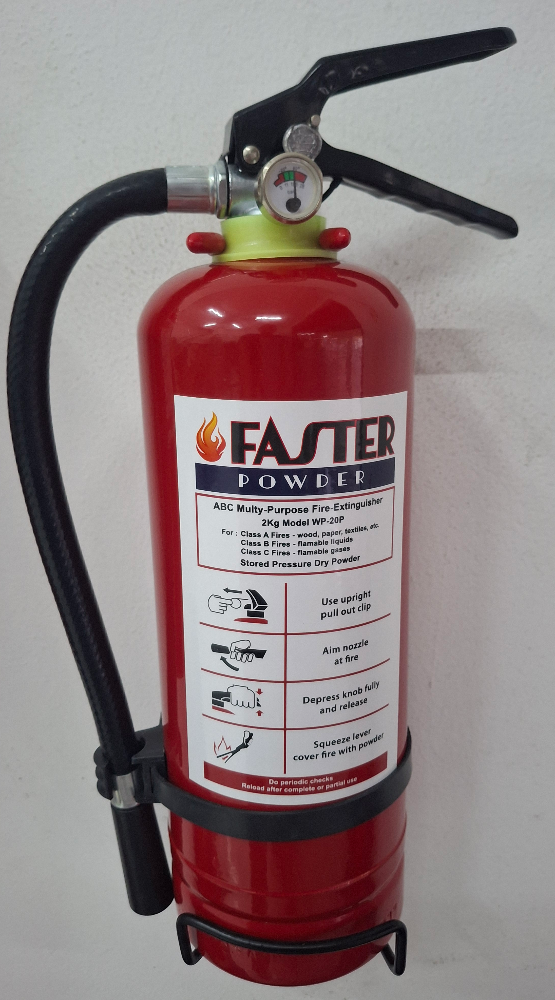 FASTER
POWDER
ABC Multy-Purpose Fire-Extinguisher
2Kg Model WP-20P
For : Class A Fires - wood, paper, textiles, etc.
Class B Fires - flamable liquids
Class C Fires - flamable gases
Stored Pressure Dry Powder
Use upright
pull out clip
Aim nozzle
at fire
Depress knob fully
and release
Squeeze lever
cover fire with powder
Do periodic checks
Reload after complete or partial use